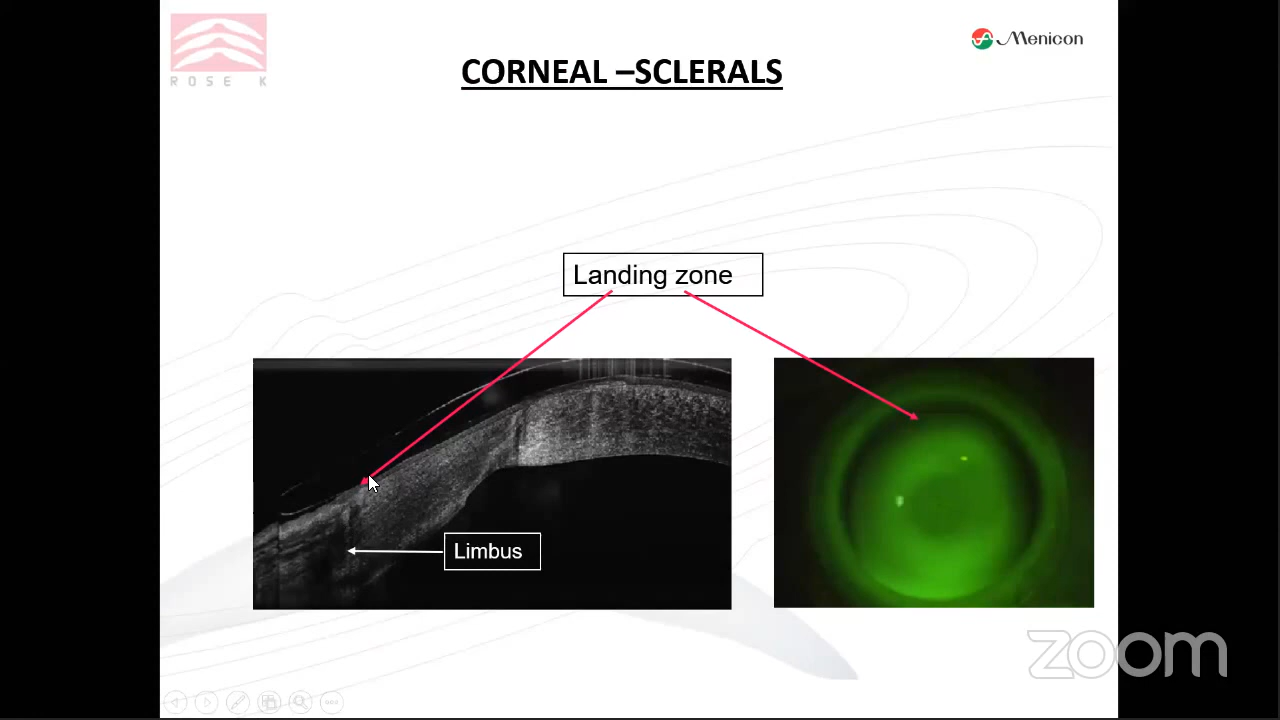 ROSE K
Menicon
CORNEAL –SCLERALS
Landing zone
Limbus
zoom